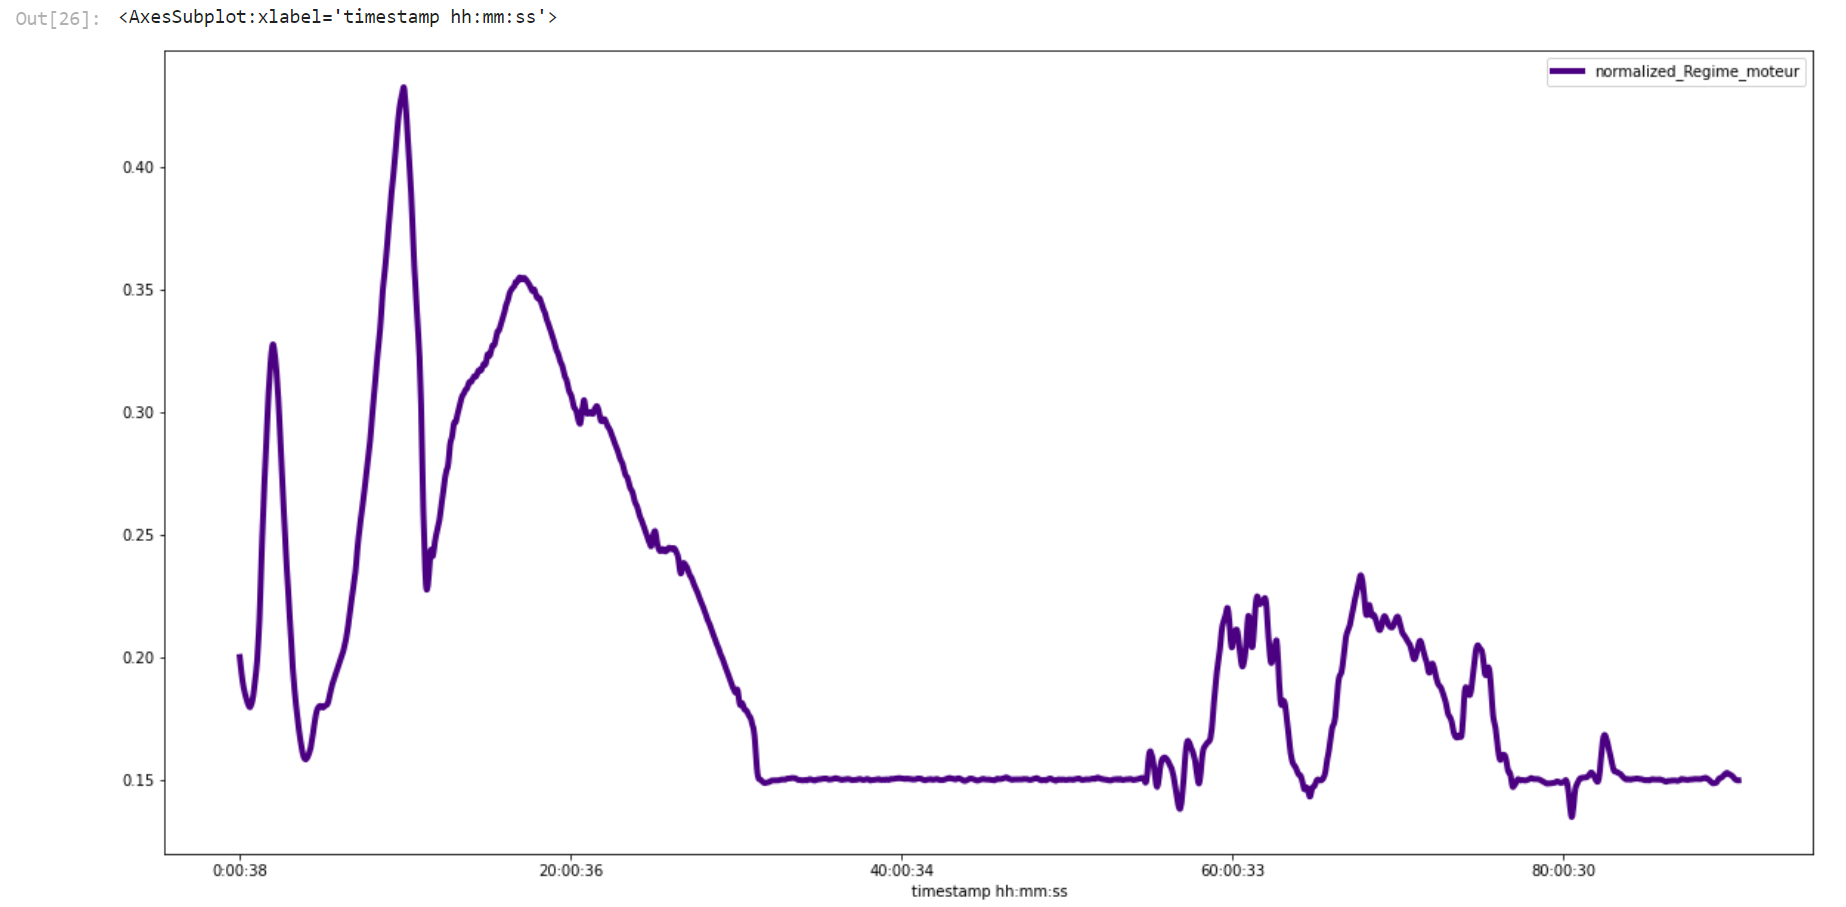 Out[26]: <AxesSubplot:xlabel='timestamp hh:mm:ss'>
normalized_Regime_moteur
0.40
0.35
0.30
0.25
0.20
0.15
0:00:38 20:00:36 40:00:34 60:00:33 80:00:30
timestamp hh:mm:ss